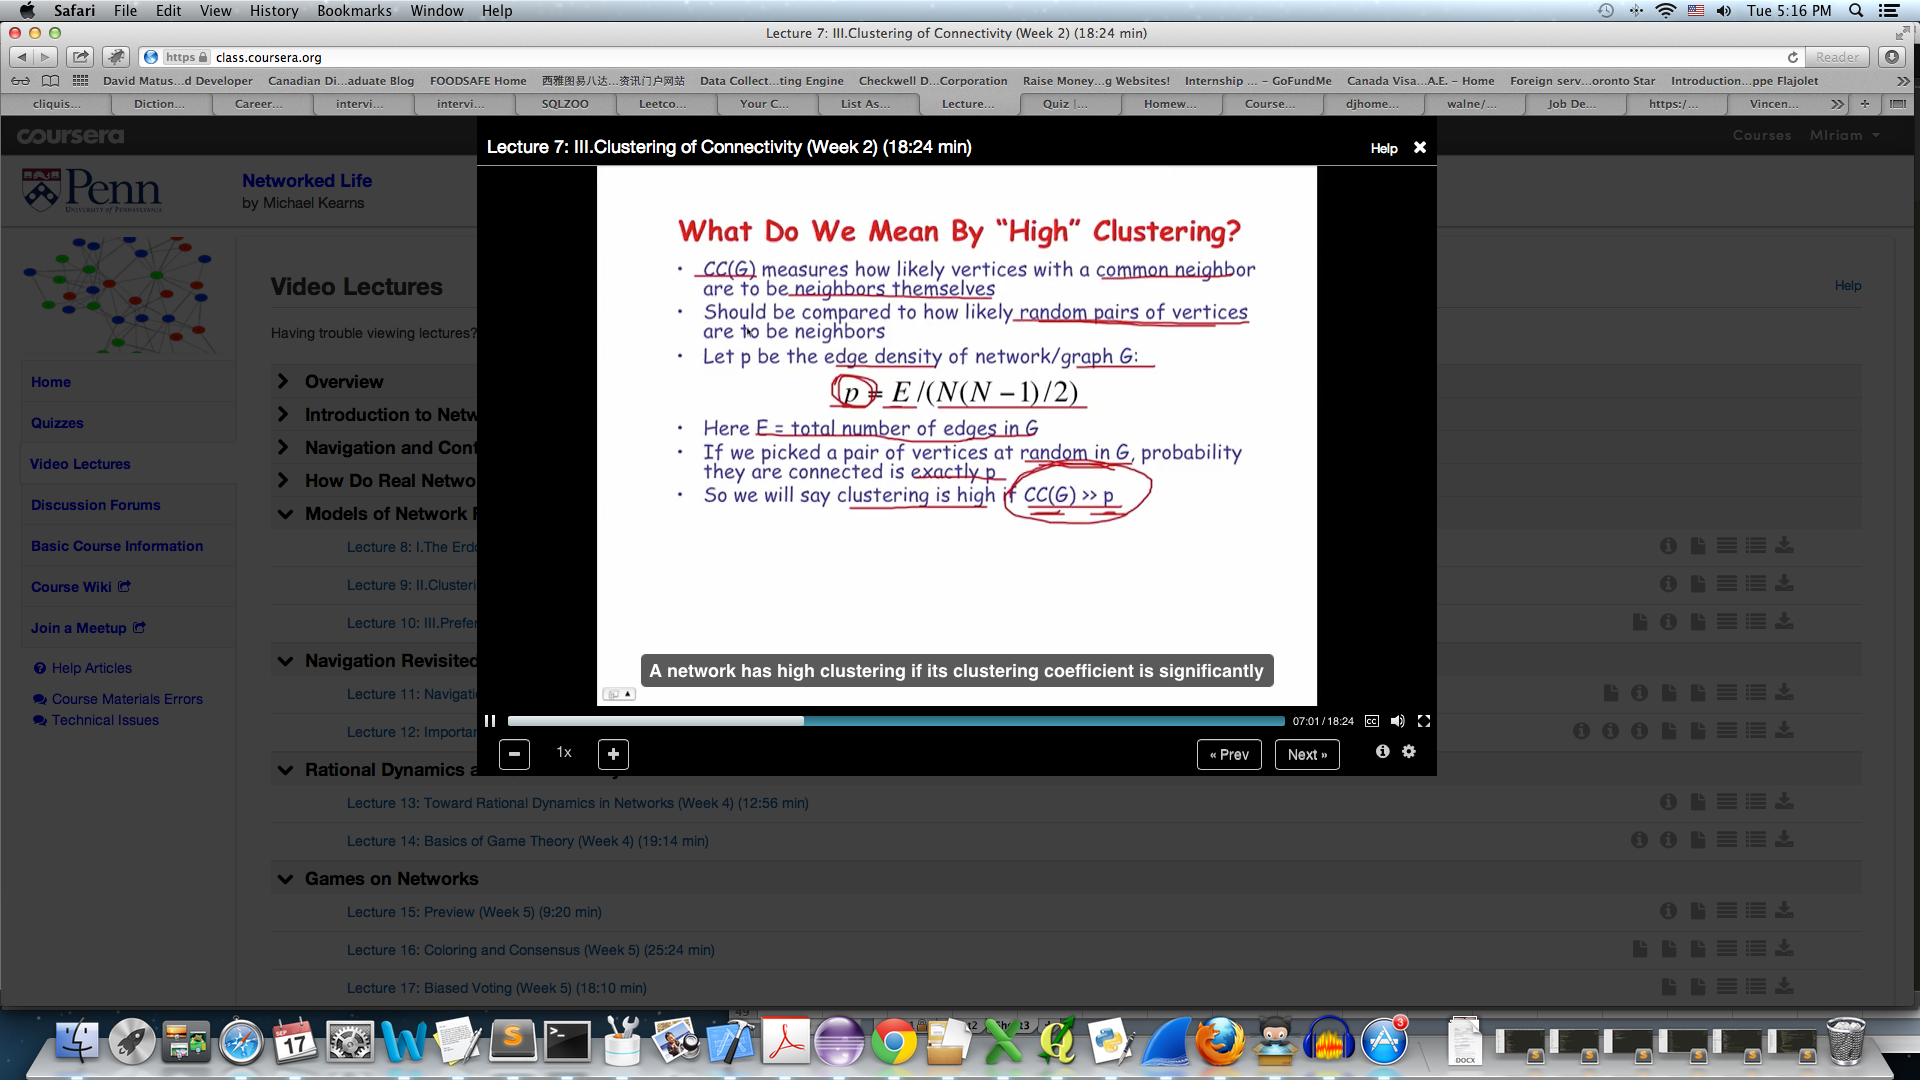 Safari File Edit View History Bookmarks Window Help Tue 5:16 PM
Lecture 7: III.Clustering of Connectivity (Week 2) (18:24 min)
https class.coursera.org Reader
David Matus...d Developer Canadian Di...aduate Blog FOODSAFE Home 西雅图易八达...资讯门户网站 Data Collect...ting Engine Checkwell D...Corporation Raise Money...g Websites! Internship ... – GoFundMe Canada Visa...A.E. – Home Foreign serv...oronto Star Introduction...ppe Flajolet
cliquis... Diction... Career... intervi... intervi... SQLZOO Leetco... Your C... List As... Lecture... Quiz |... Homew... Course... djhome... walne/... Job De... https:/... Vincen...
coursera Courses MIriam
Lecture 7: III.Clustering of Connectivity (Week 2) (18:24 min) Help
Penn
UNIVERSITY OF PENNSYLVANIA
Networked Life
by Michael Kearns
What Do We Mean By “High” Clustering?
• CC(G) measures how likely vertices with a common neighbor
are to be neighbors themselves
• Should be compared to how likely random pairs of vertices
are to be neighbors
• Let p be the edge density of network/graph G:
p = E /(N(N − 1)/2)
• Here E = total number of edges in G
• If we picked a pair of vertices at random in G, probability
they are connected is exactly p
• So we will say clustering is high if CC(G) >> p
A network has high clustering if its clustering coefficient is significantly
07:01 / 18:24 CC
1x
« Prev Next »
Home
Quizzes
Video Lectures
Discussion Forums
Basic Course Information
Course Wiki
Join a Meetup
Help Articles
Course Materials Errors
Technical Issues
Video Lectures
Help
Having trouble viewing lectures?
Overview
Introduction to Netw
Navigation and Con
How Do Real Netwo
Models of Network
Lecture 8: I.The Erd
Lecture 9: II.Clusteri
Lecture 10: III.Prefer
Navigation Revisited
Lecture 11: Navigati
Lecture 12: Importan
Rational Dynamics
Lecture 13: Toward Rational Dynamics in Networks (Week 4) (12:56 min)
Lecture 14: Basics of Game Theory (Week 4) (19:14 min)
Games on Networks
Lecture 15: Preview (Week 5) (9:20 min)
Lecture 16: Coloring and Consensus (Week 5) (25:24 min)
Lecture 17: Biased Voting (Week 5) (18:10 min)
SEP
17
3
DOCX